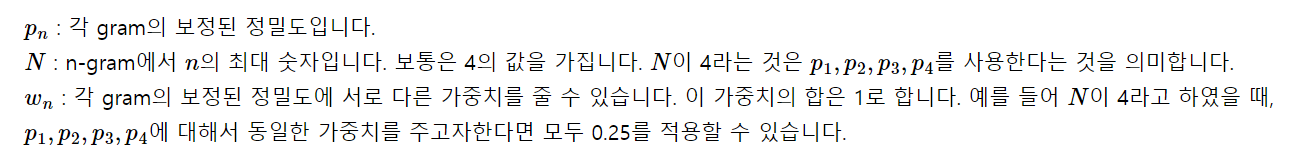 pₙ : 각 gram의 보정된 정밀도입니다.
N : n-gram에서 n의 최대 숫자입니다. 보통은 4의 값을 가집니다. N이 4라는 것은 p₁, p₂, p₃, p₄를 사용한다는 것을 의미합니다.
wₙ : 각 gram의 보정된 정밀도에 서로 다른 가중치를 줄 수 있습니다. 이 가중치의 합은 1로 합니다. 예를 들어 N이 4라고 하였을 때,
p₁, p₂, p₃, p₄에 대해서 동일한 가중치를 주고자한다면 모두 0.25를 적용할 수 있습니다.